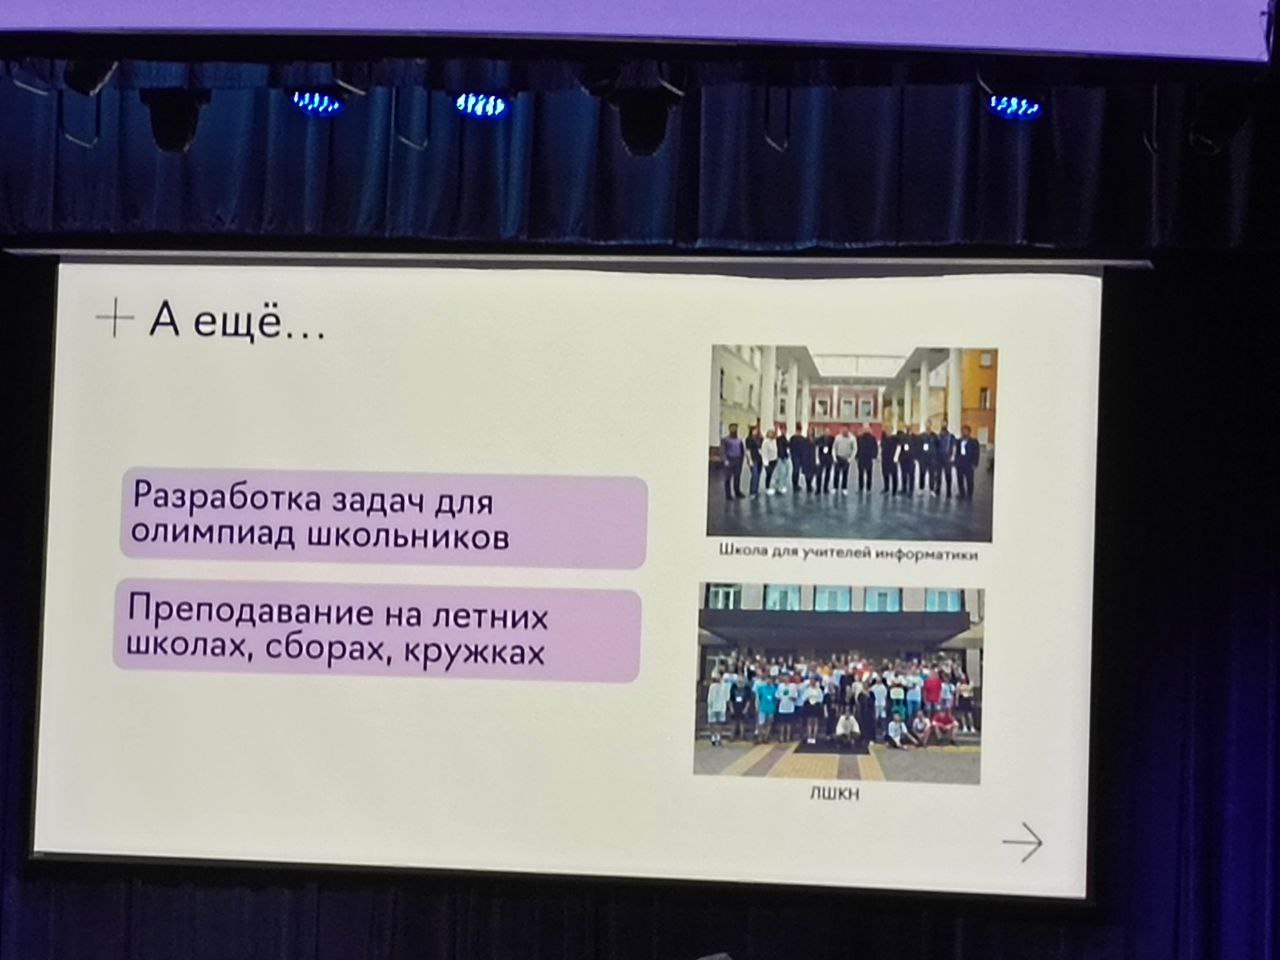 А ещё...
Разработка задач для
олимпиад школьников
Преподавание на летних
школах, сборах, кружках
Школа для учителей информатики
ЛШКН